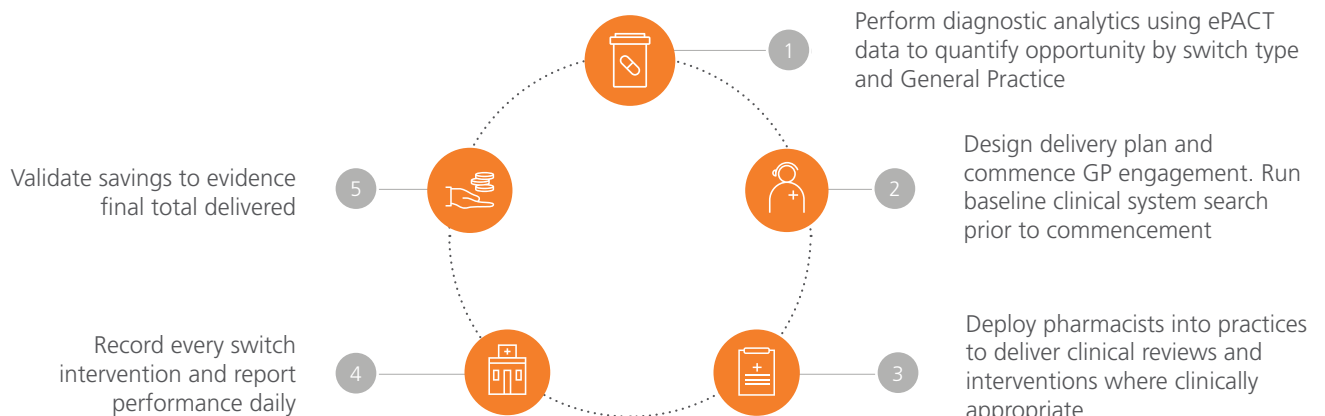 1
Perform diagnostic analytics using ePACT
data to quantify opportunity by switch type
and General Practice
2
Design delivery plan and
commence GP engagement. Run
baseline clinical system search
prior to commencement
3
Deploy pharmacists into practices
to deliver clinical reviews and
interventions where clinically
appropriate
4
Record every switch
intervention and report
performance daily
5
Validate savings to evidence
final total delivered